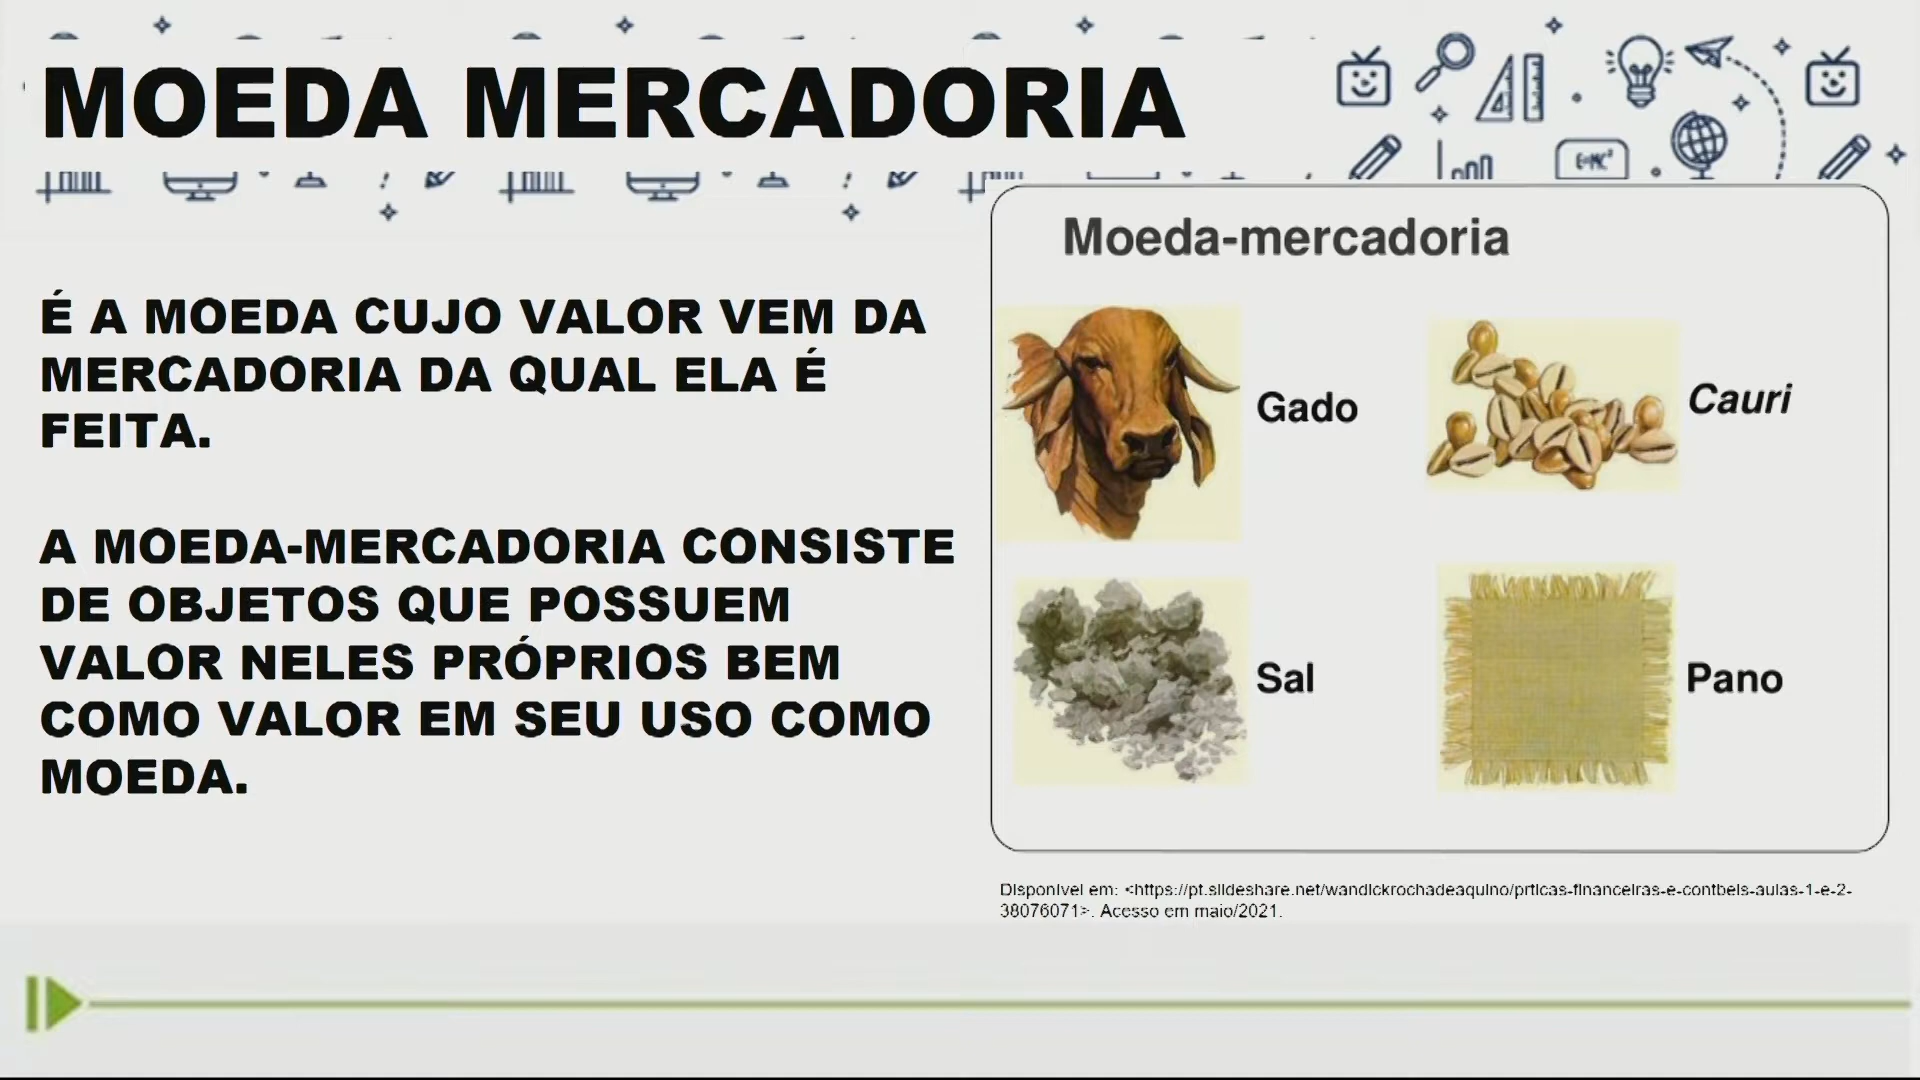 MOEDA MERCADORIA
E=MC²
É A MOEDA CUJO VALOR VEM DA
MERCADORIA DA QUAL ELA É
FEITA.
A MOEDA-MERCADORIA CONSISTE
DE OBJETOS QUE POSSUEM
VALOR NELES PRÓPRIOS BEM
COMO VALOR EM SEU USO COMO
MOEDA.
Moeda-mercadoria
Gado
Cauri
Sal
Pano
Disponível em: <https://pt.slideshare.net/wandickrochadeaquino/prticas-financeiras-e-contbeis-aulas-1-e-2-
38076071>. Acesso em maio/2021.